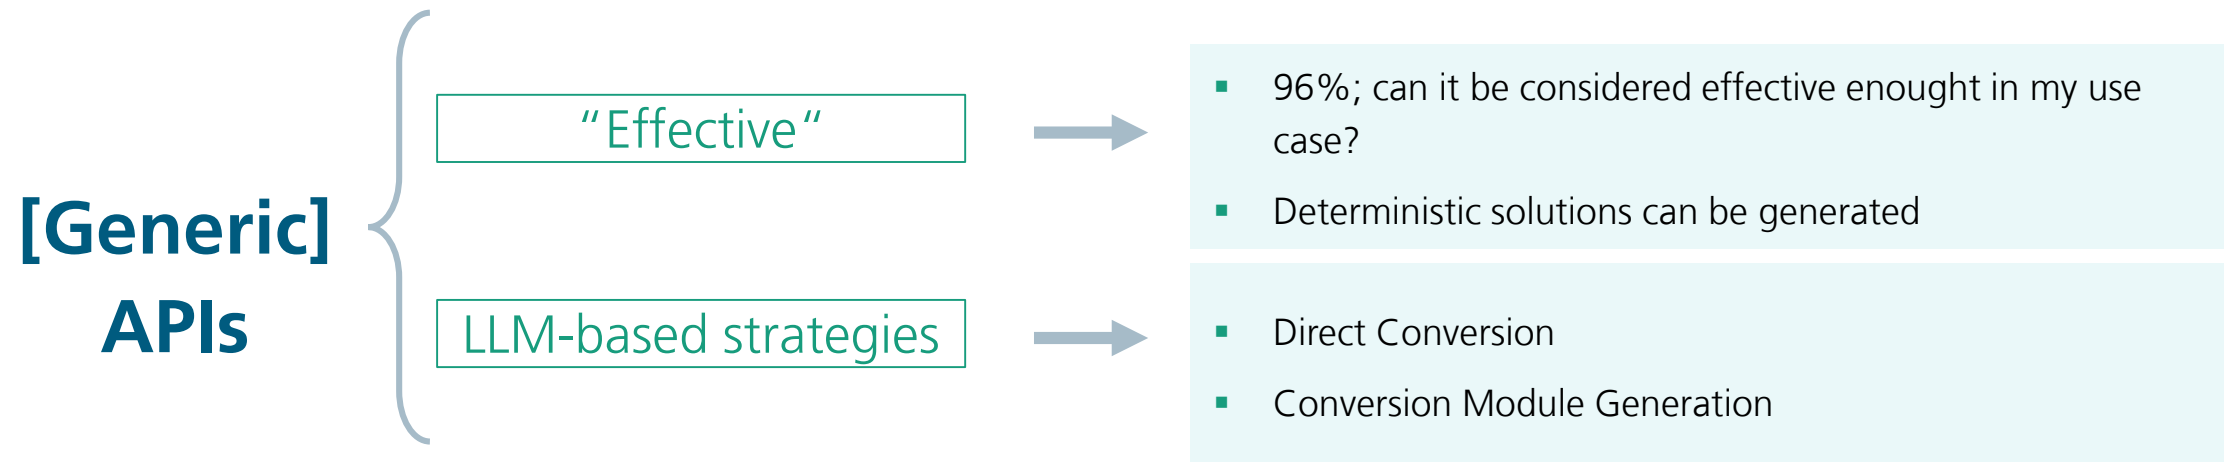 [Generic]
APIs
“Effective“
LLM-based strategies
▪ 96%; can it be considered effective enought in my use
case?
▪ Deterministic solutions can be generated
▪ Direct Conversion
▪ Conversion Module Generation